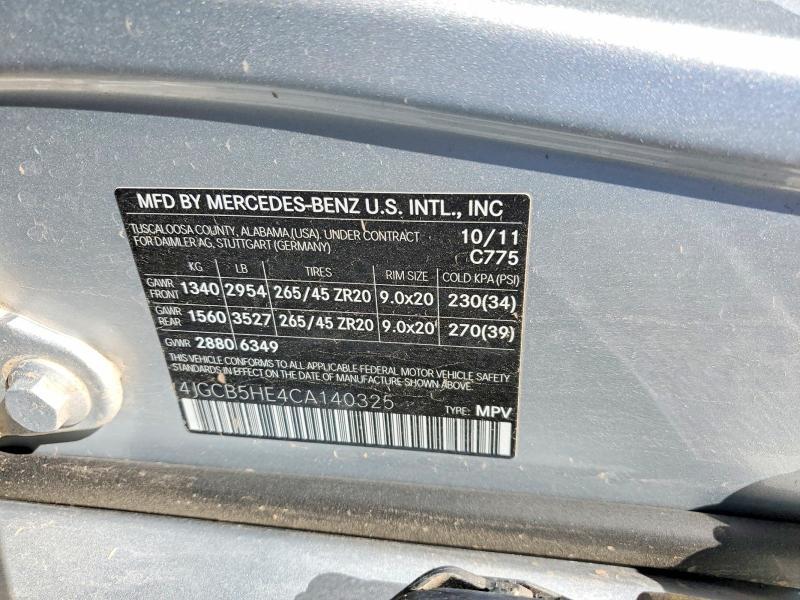 MFD BY MERCEDES-BENZ U.S. INTL., INC
TUSCALOOSA COUNTY, ALABAMA (USA). UNDER CONTRACT 10/11
FOR DAIMLER AG, STUTTGART (GERMANY) C775
KG LB TIRES RIM SIZE COLD KPA (PSI)
GAWR FRONT 1340 2954 265/45 ZR20 9.0x20 230(34)
GAWR REAR 1560 3527 265/45 ZR20 9.0x20 270(39)
GVWR 2880 6349
THIS VEHICLE CONFORMS TO ALL APPLICABLE FEDERAL MOTOR VEHICLE SAFETY
STANDARDS IN EFFECT ON THE DATE OF MANUFACTURE SHOWN ABOVE.
4JGCB5HE4CA140325
TYPE: MPV